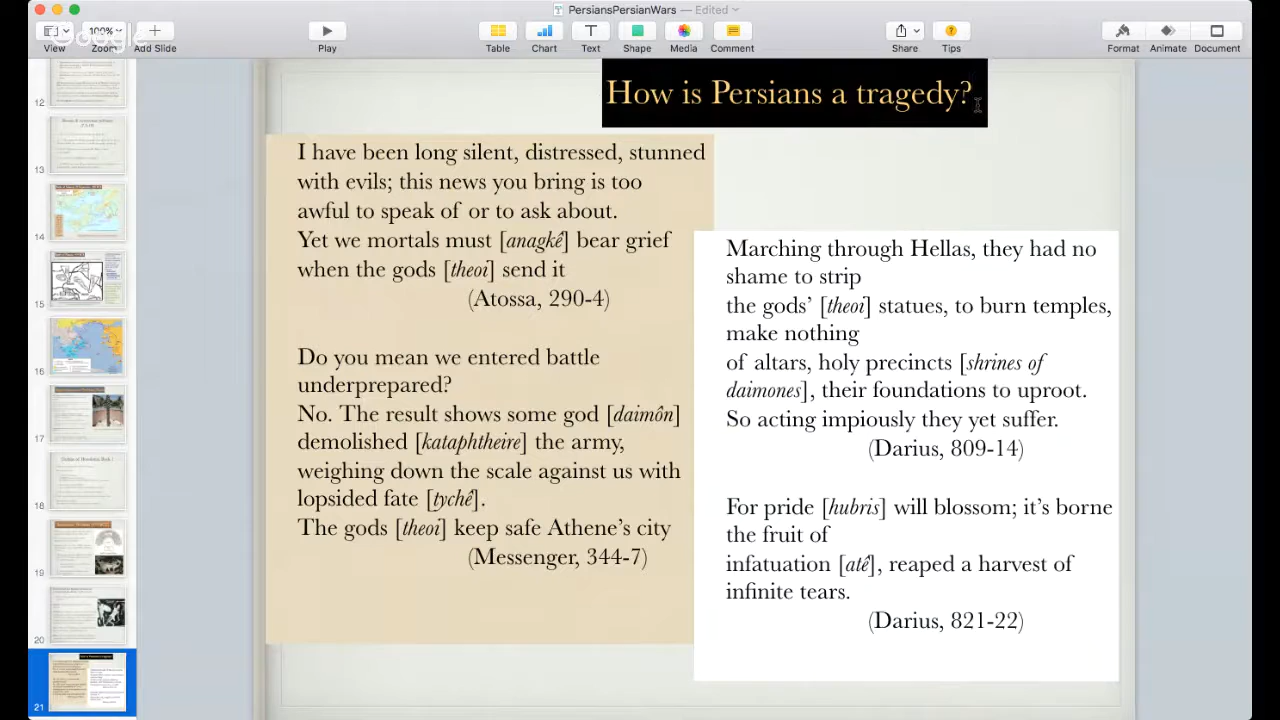 PersiansPersianWars — Edited
100%
View
Zoom
Add Slide
Play
Table
Chart
Text
Shape
Media
Comment
Share
Tips
Format
Animate
Document
12
13
14
15
16
17
18
19
20
21
How is Persians a tragedy?
I have been long silent, distressed, stunned
with evils; this news you bring is too
awful to speak of or to ask about.
Yet we mortals must [anagkê] bear grief
when the gods [theoi] send it.
(Atossa, 290-4)
Do you mean we entered battle
underprepared?
No. The result shows some god [daimôn]
demolished the army,
weighing down the scale against us with
lopsided fate [tychê].
The gods [theoi] keep safe Athene's city
(Messenger, 344-7)
Marching through Hellas, they had no
shame to strip
the gods' [theoi] statues, to burn temples,
make nothing
of altars, holy precincts [shrines of
daimones], their foundations to uproot.
So acting impiously they yet suffer.
(Darius, 809-14)
For pride [hubris] will blossom; it's borne
the fruit of
infatuation [atê], reaped a harvest of
infinite tears.
(Darius, 821-22)